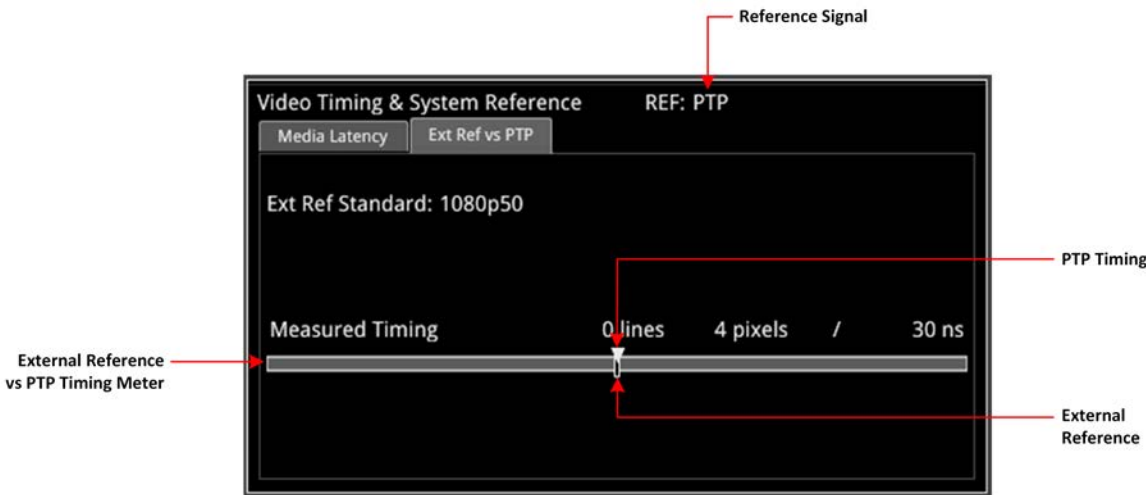 Reference Signal
Video Timing & System Reference REF: PTP
Media Latency Ext Ref vs PTP
Ext Ref Standard: 1080p50
PTP Timing
Measured Timing 0 lines 4 pixels / 30 ns
External Reference
vs PTP Timing Meter
External
Reference